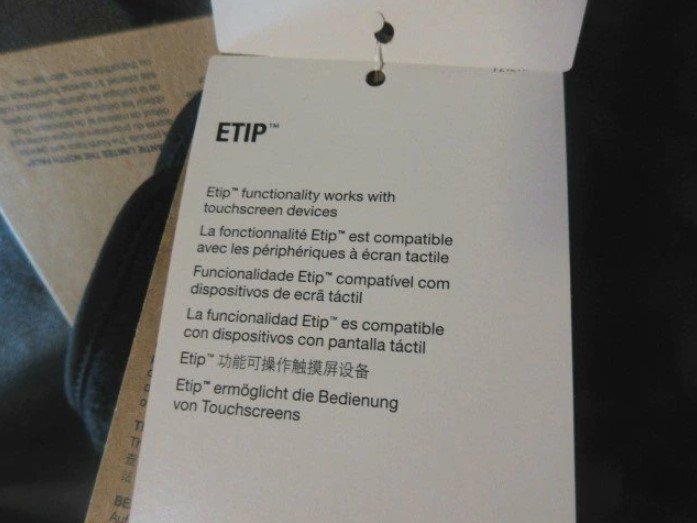 ETIP™
Etip™ functionality works with
touchscreen devices
La fonctionnalité Etip™ est compatible
avec les périphériques à écran tactile
Funcionalidade Etip™ compatível com
dispositivos de ecrã táctil
La funcionalidad Etip™ es compatible
con dispositivos con pantalla táctil
Etip™ 功能可操作触摸屏设备
Etip™ ermöglicht die Bedienung
von Touchscreens